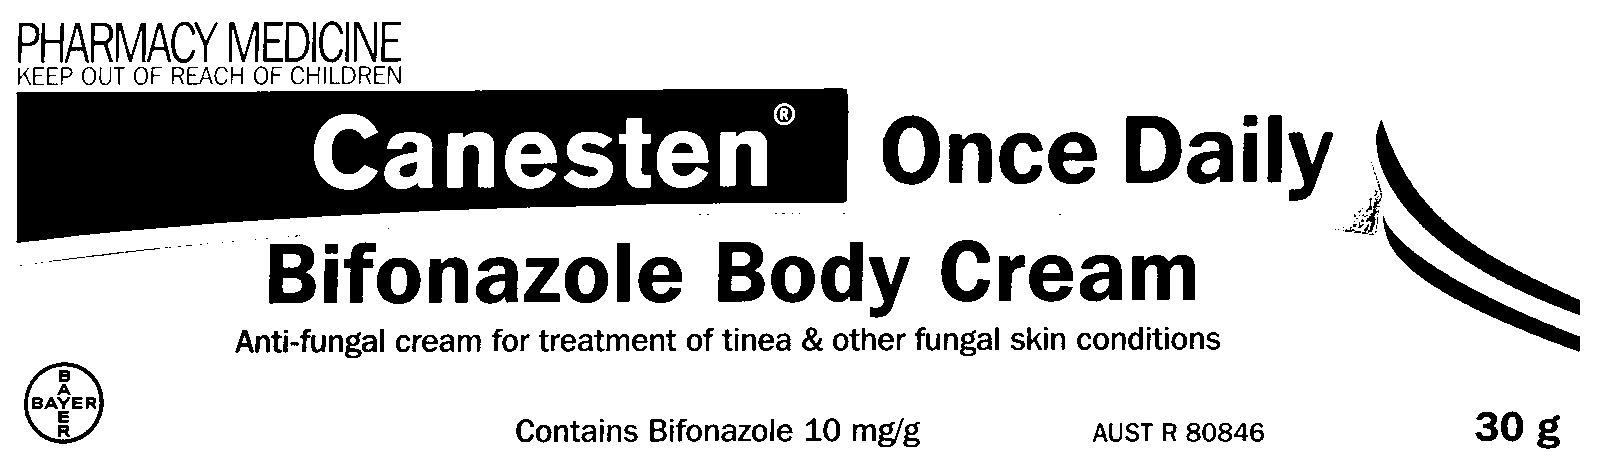 PHARMACY MEDICINE
KEEP OUT OF REACH OF CHILDREN
Canesten® Once Daily
Bifonazole Body Cream
Anti-fungal cream for treatment of tinea & other fungal skin conditions
BAYER
BAYER
Contains Bifonazole 10 mg/g AUST R 80846 30 g